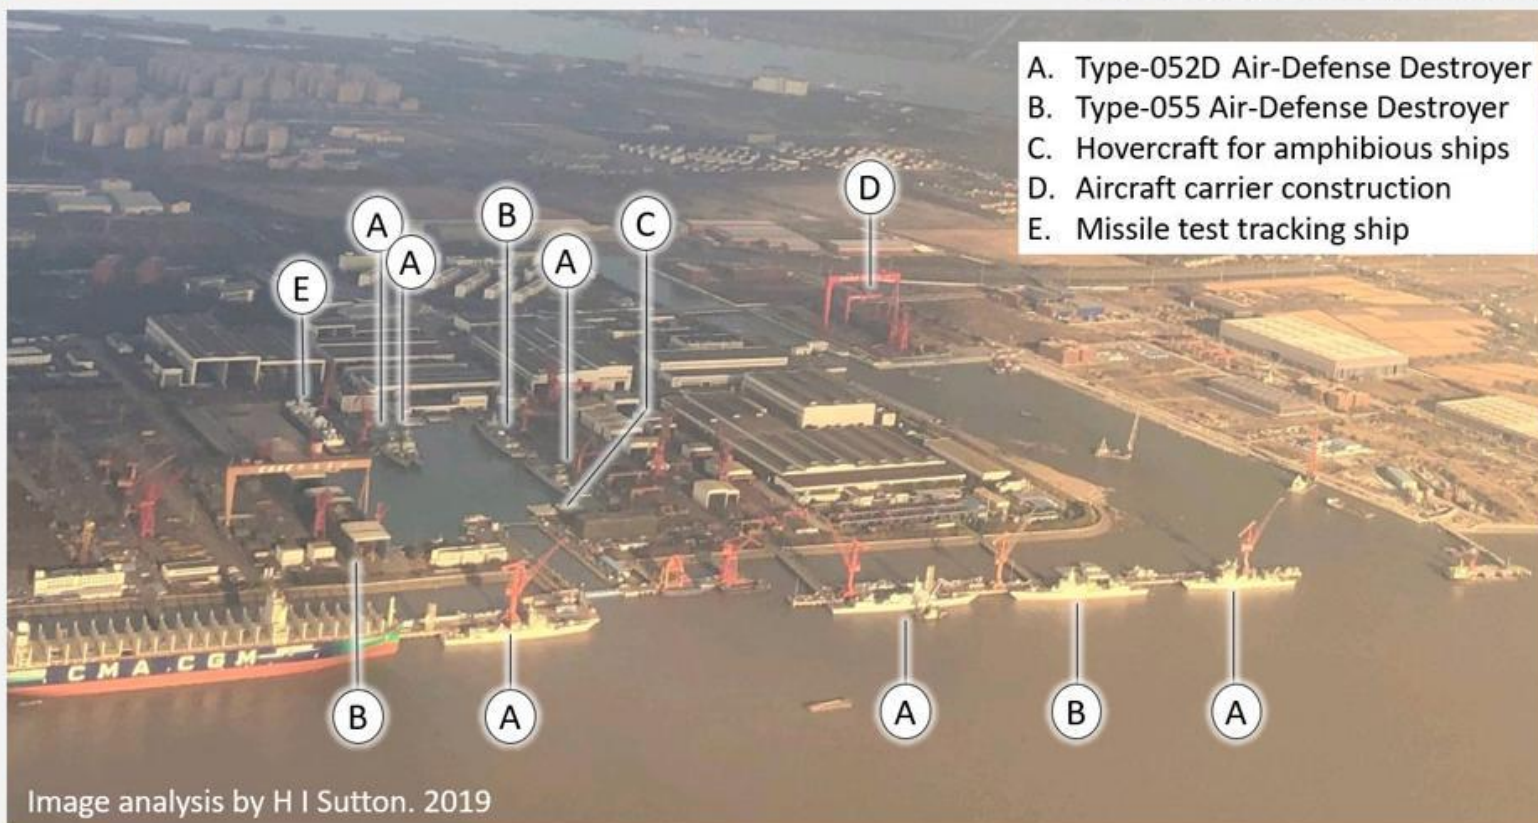 A. Type-052D Air-Defense Destroyer
B. Type-055 Air-Defense Destroyer
C. Hovercraft for amphibious ships
D. Aircraft carrier construction
E. Missile test tracking ship
D
B
C
A
A
A
E
CMA CGM
B
A
A
B
A
Image analysis by H I Sutton. 2019